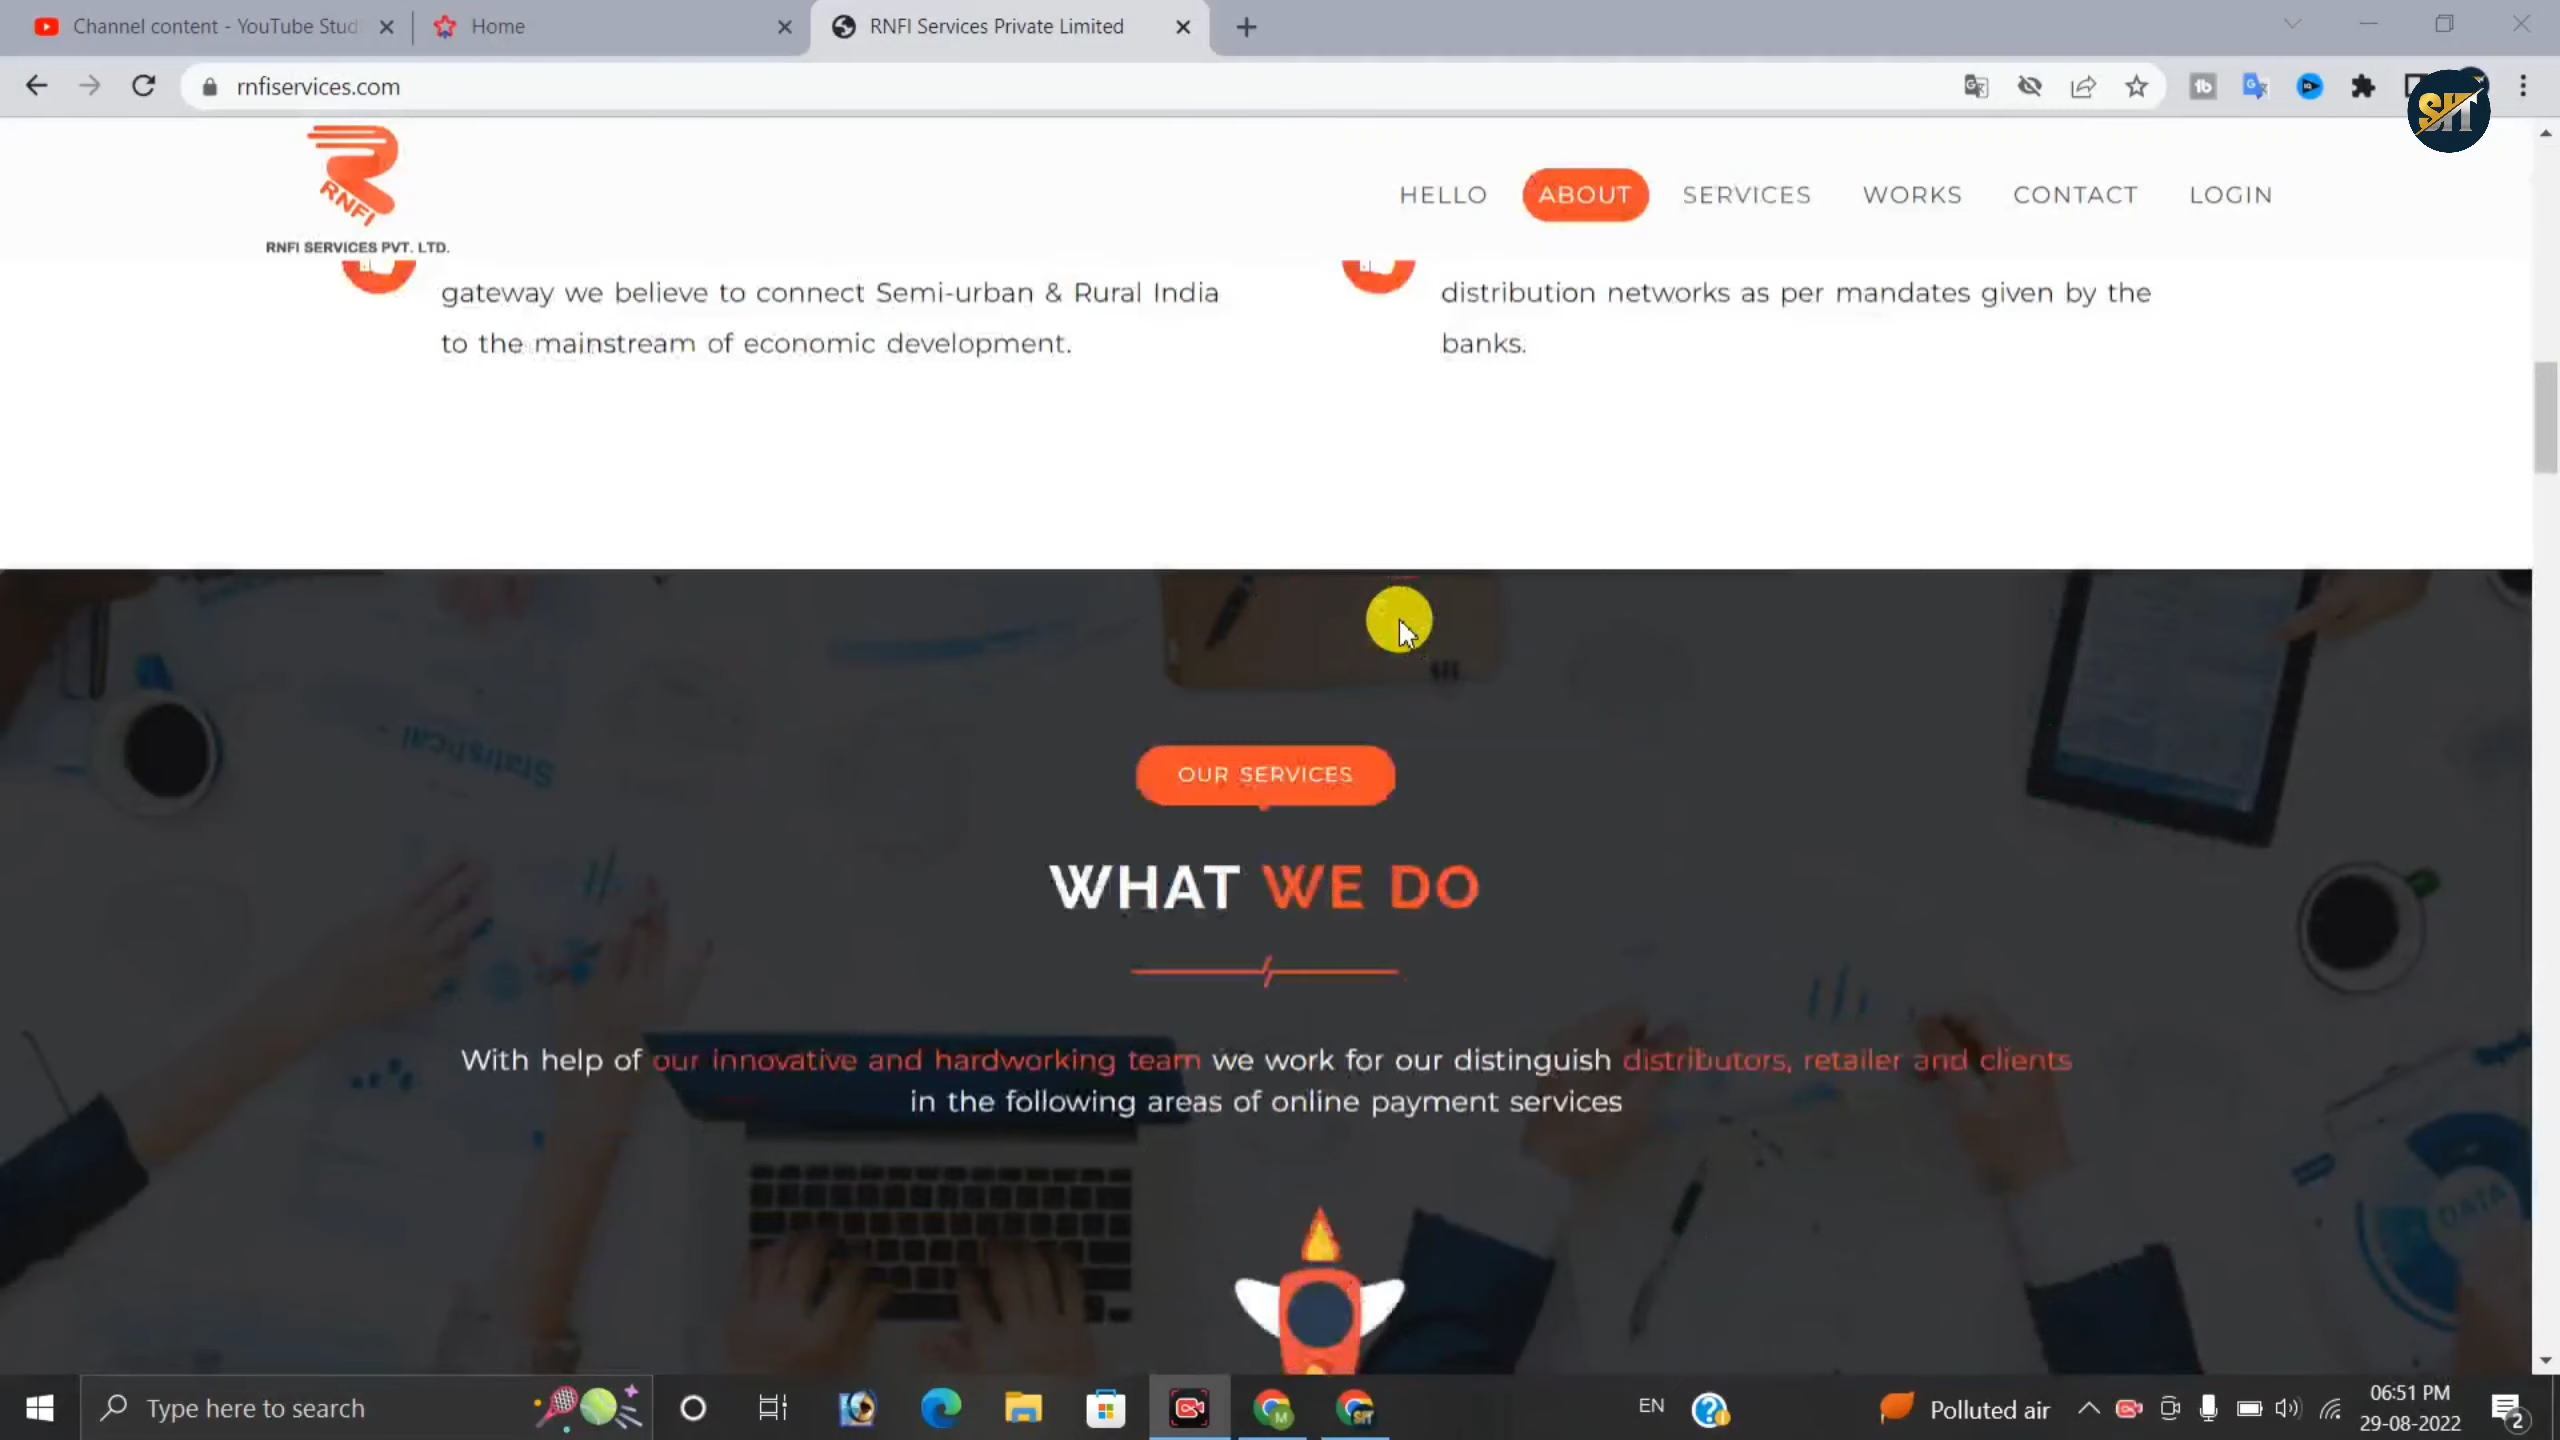 Channel content - YouTube Stud
Home
RNFI Services Private Limited
rnfiservices.com
SIT
RNFI
RNFI SERVICES PVT. LTD.
HELLO
ABOUT
SERVICES
WORKS
CONTACT
LOGIN
gateway we believe to connect Semi-urban & Rural India
to the mainstream of economic development.
distribution networks as per mandates given by the
banks.
Statistical
OUR SERVICES
WHAT WE DO
With help of our innovative and hardworking team we work for our distinguish distributors, retailer and clients
in the following areas of online payment services
DATA
Type here to search
EN
Polluted air
06:51 PM
29-08-2022
2